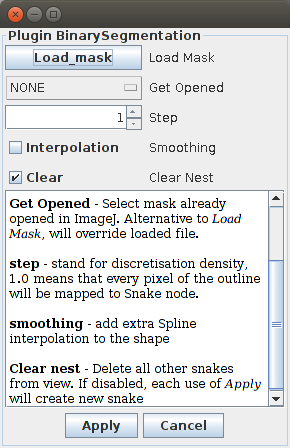 Plugin BinarySegmentation
Load_mask Load Mask
NONE Get Opened
1 Step
Interpolation Smoothing
Clear Clear Nest
Get Opened - Select mask already
opened in ImageJ. Alternative to Load
Mask, will override loaded file.
step - stand for discretisation density,
1.0 means that every pixel of the outline
will be mapped to Snake node.
smoothing - add extra Spline
interpolation to the shape
Clear nest - Delete all other snakes
from view. If disabled, each use of Apply
will create new snake
Apply Cancel